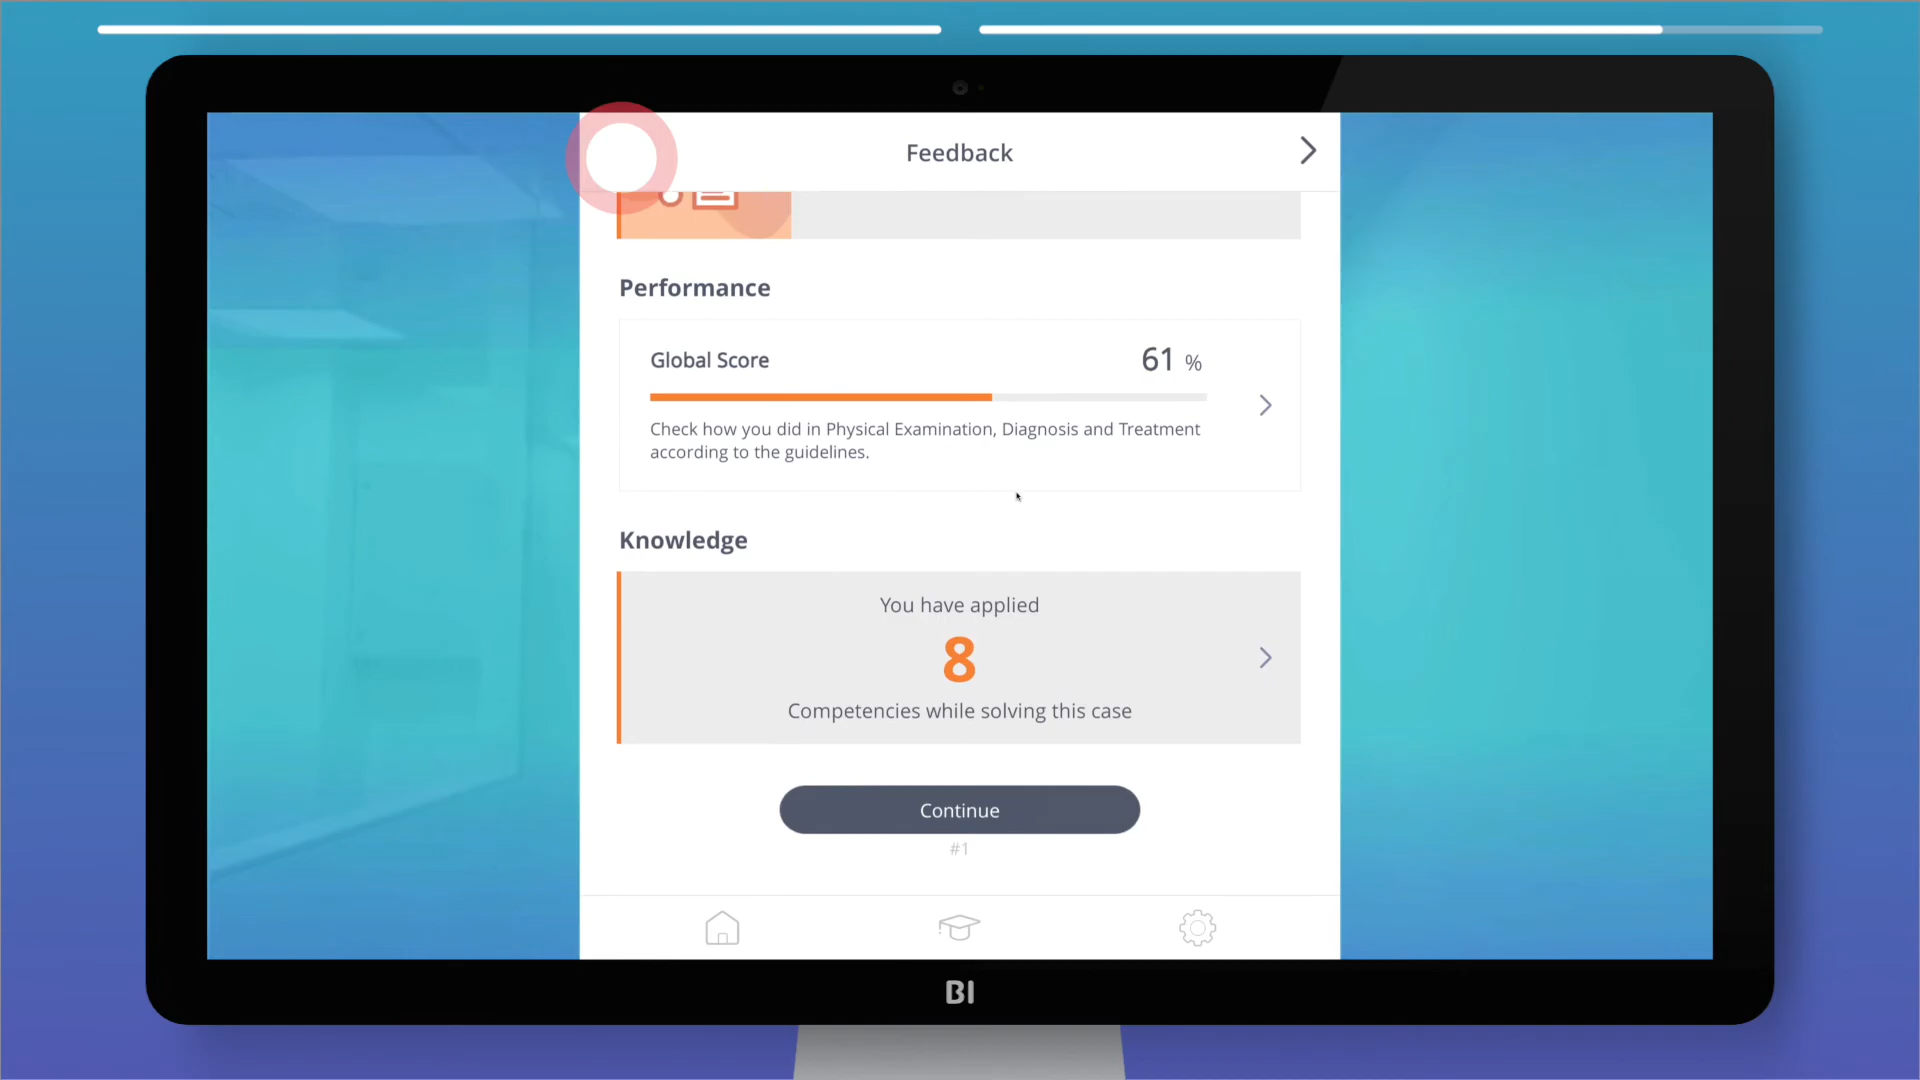 Feedback
Performance
Global Score
61 %
Check how you did in Physical Examination, Diagnosis and Treatment
according to the guidelines.
Knowledge
You have applied
8
Competencies while solving this case
Continue
#1
BI